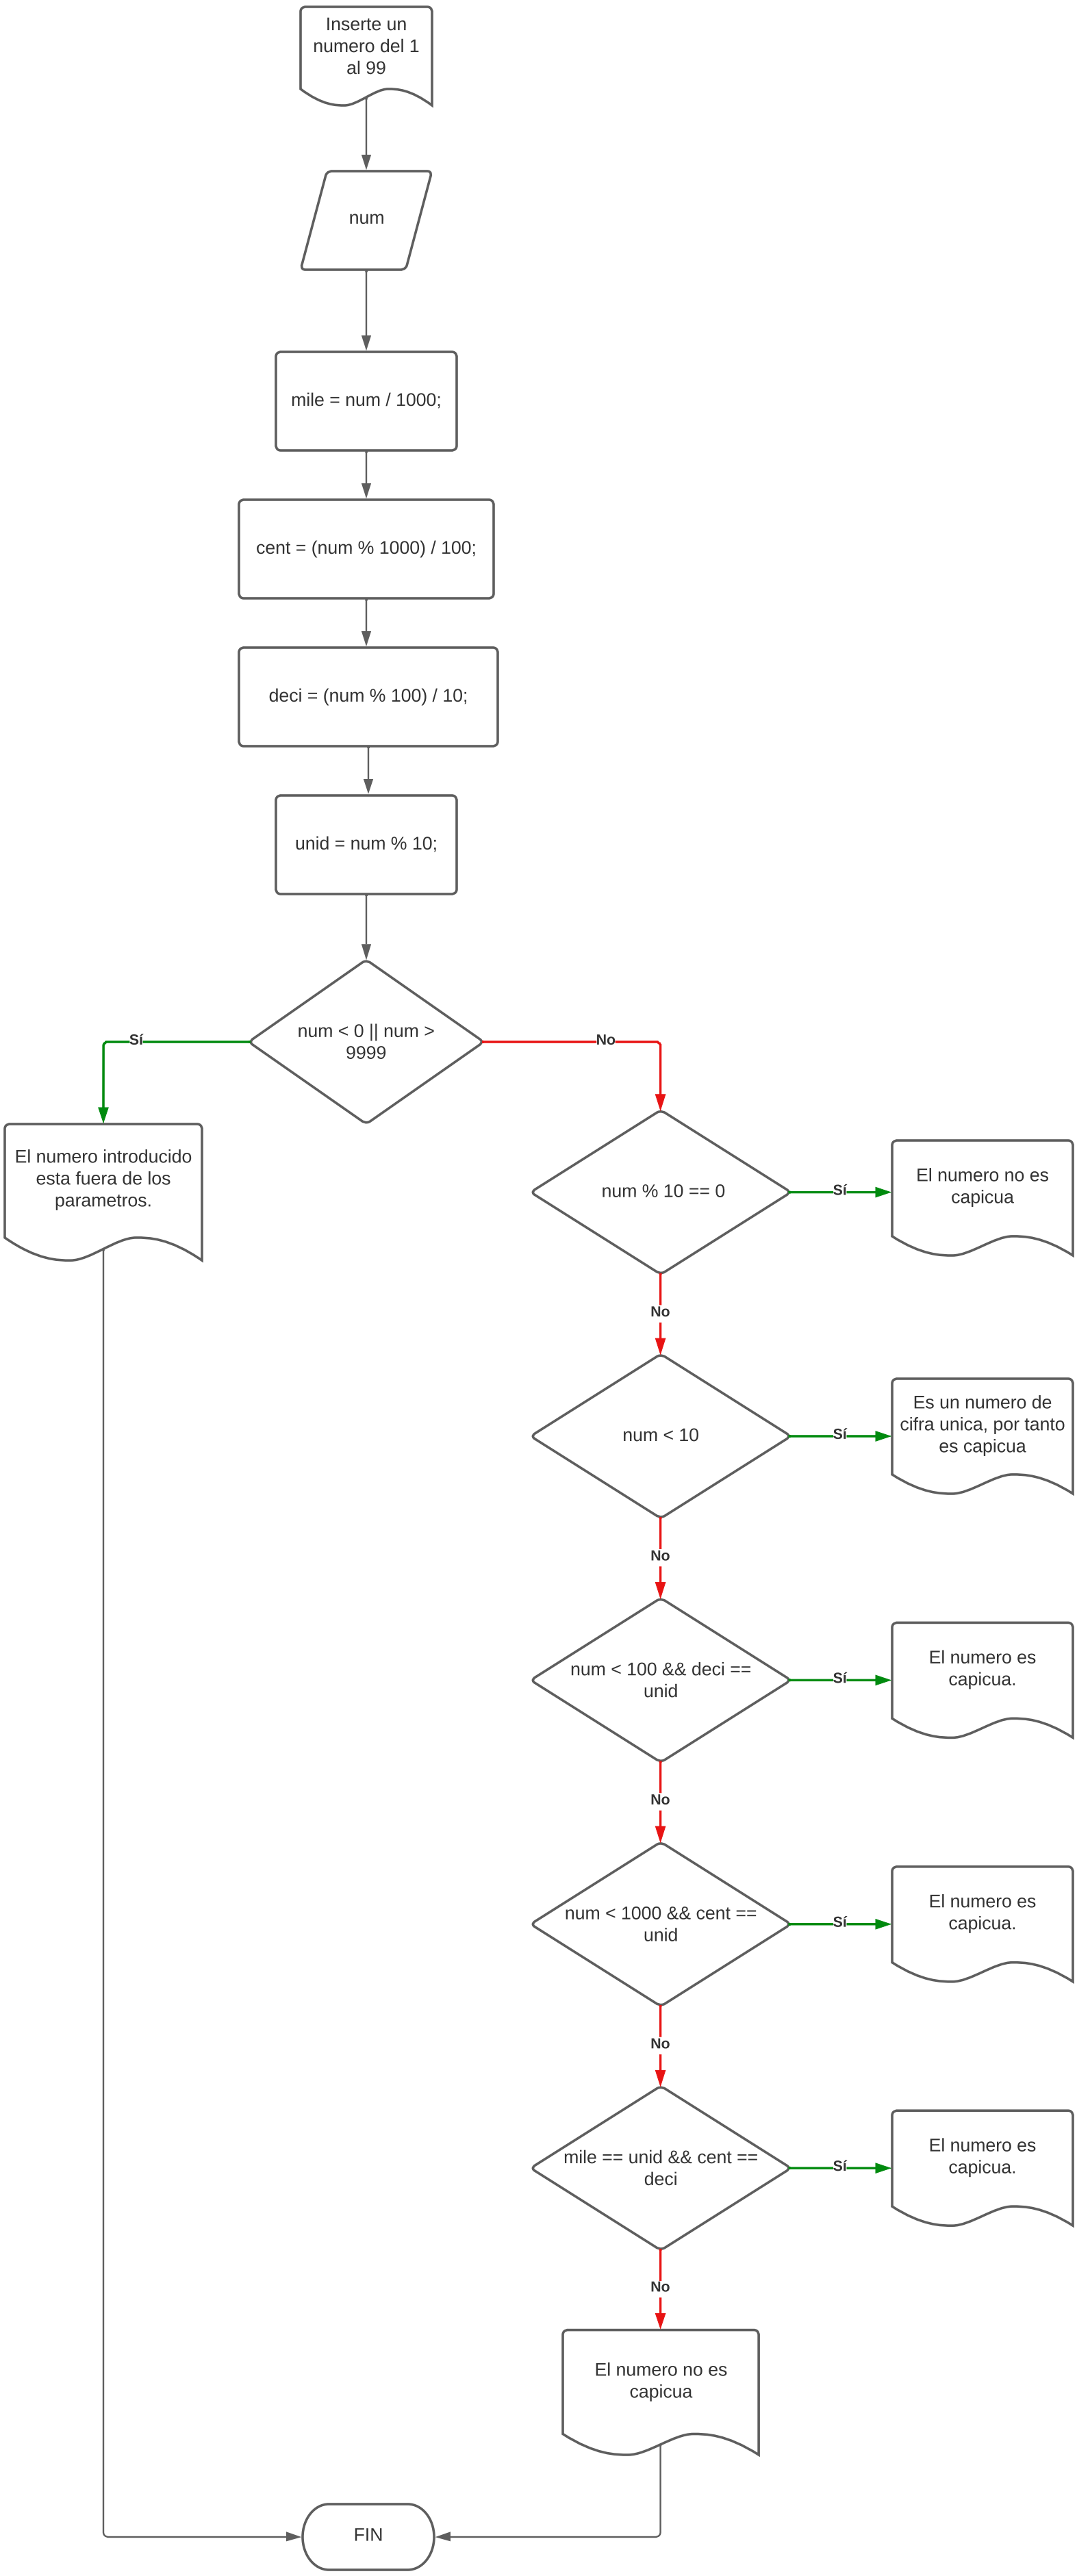 Inserte un
numero del 1
al 99
num
mile = num / 1000;
cent = (num % 1000) / 100;
deci = (num % 100) / 10;
unid = num % 10;
num < 0 || num >
9999
Sí
No
El numero introducido
esta fuera de los
parametros.
num % 10 == 0
Sí
El numero no es
capicua
No
num < 10
Sí
Es un numero de
cifra unica, por tanto
es capicua
No
num < 100 && deci ==
unid
Sí
El numero es
capicua.
No
num < 1000 && cent ==
unid
Sí
El numero es
capicua.
No
mile == unid && cent ==
deci
Sí
El numero es
capicua.
No
El numero no es
capicua
FIN